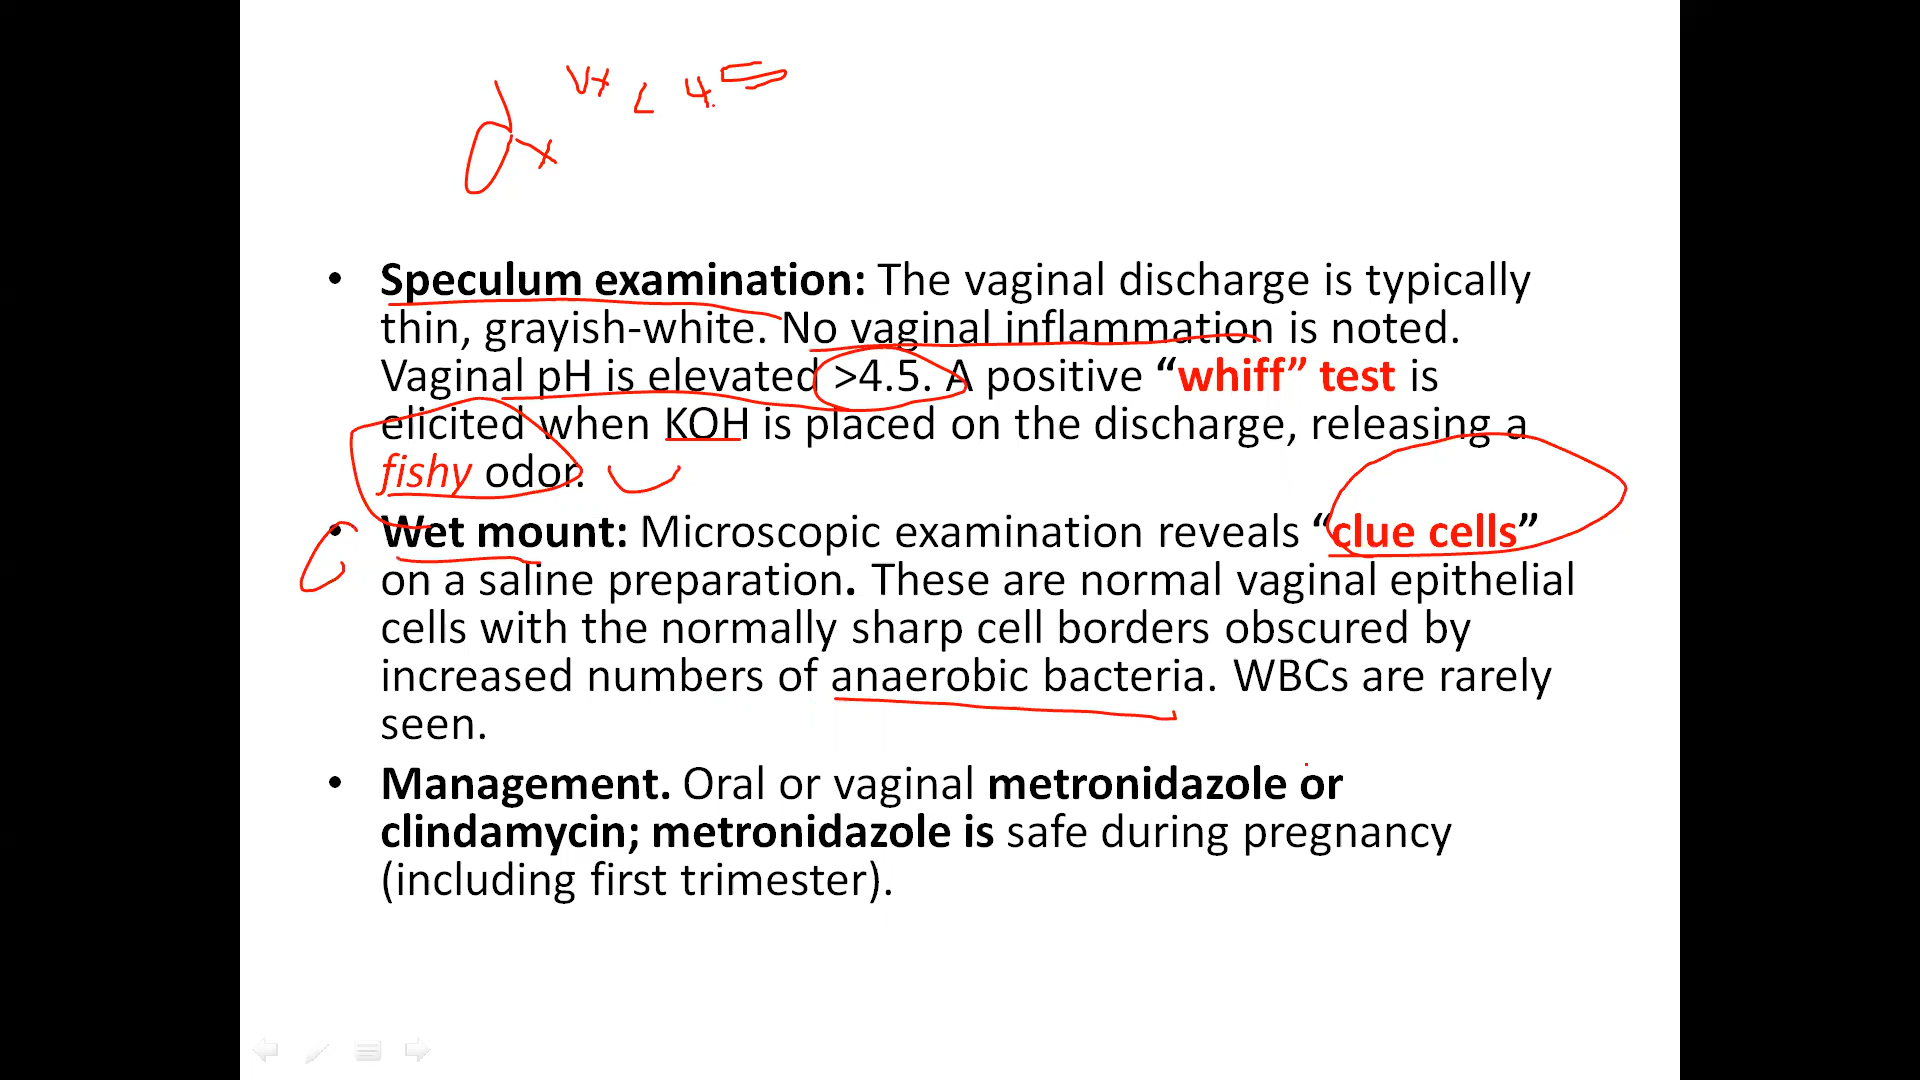 Vx < 4.5
dx
• Speculum examination: The vaginal discharge is typically
thin, grayish-white. No vaginal inflammation is noted.
Vaginal pH is elevated >4.5. A positive “whiff” test is
elicited when KOH is placed on the discharge, releasing a
fishy odor.
• Wet mount: Microscopic examination reveals “clue cells”
on a saline preparation. These are normal vaginal epithelial
cells with the normally sharp cell borders obscured by
increased numbers of anaerobic bacteria. WBCs are rarely
seen.
• Management. Oral or vaginal metronidazole or
clindamycin; metronidazole is safe during pregnancy
(including first trimester).